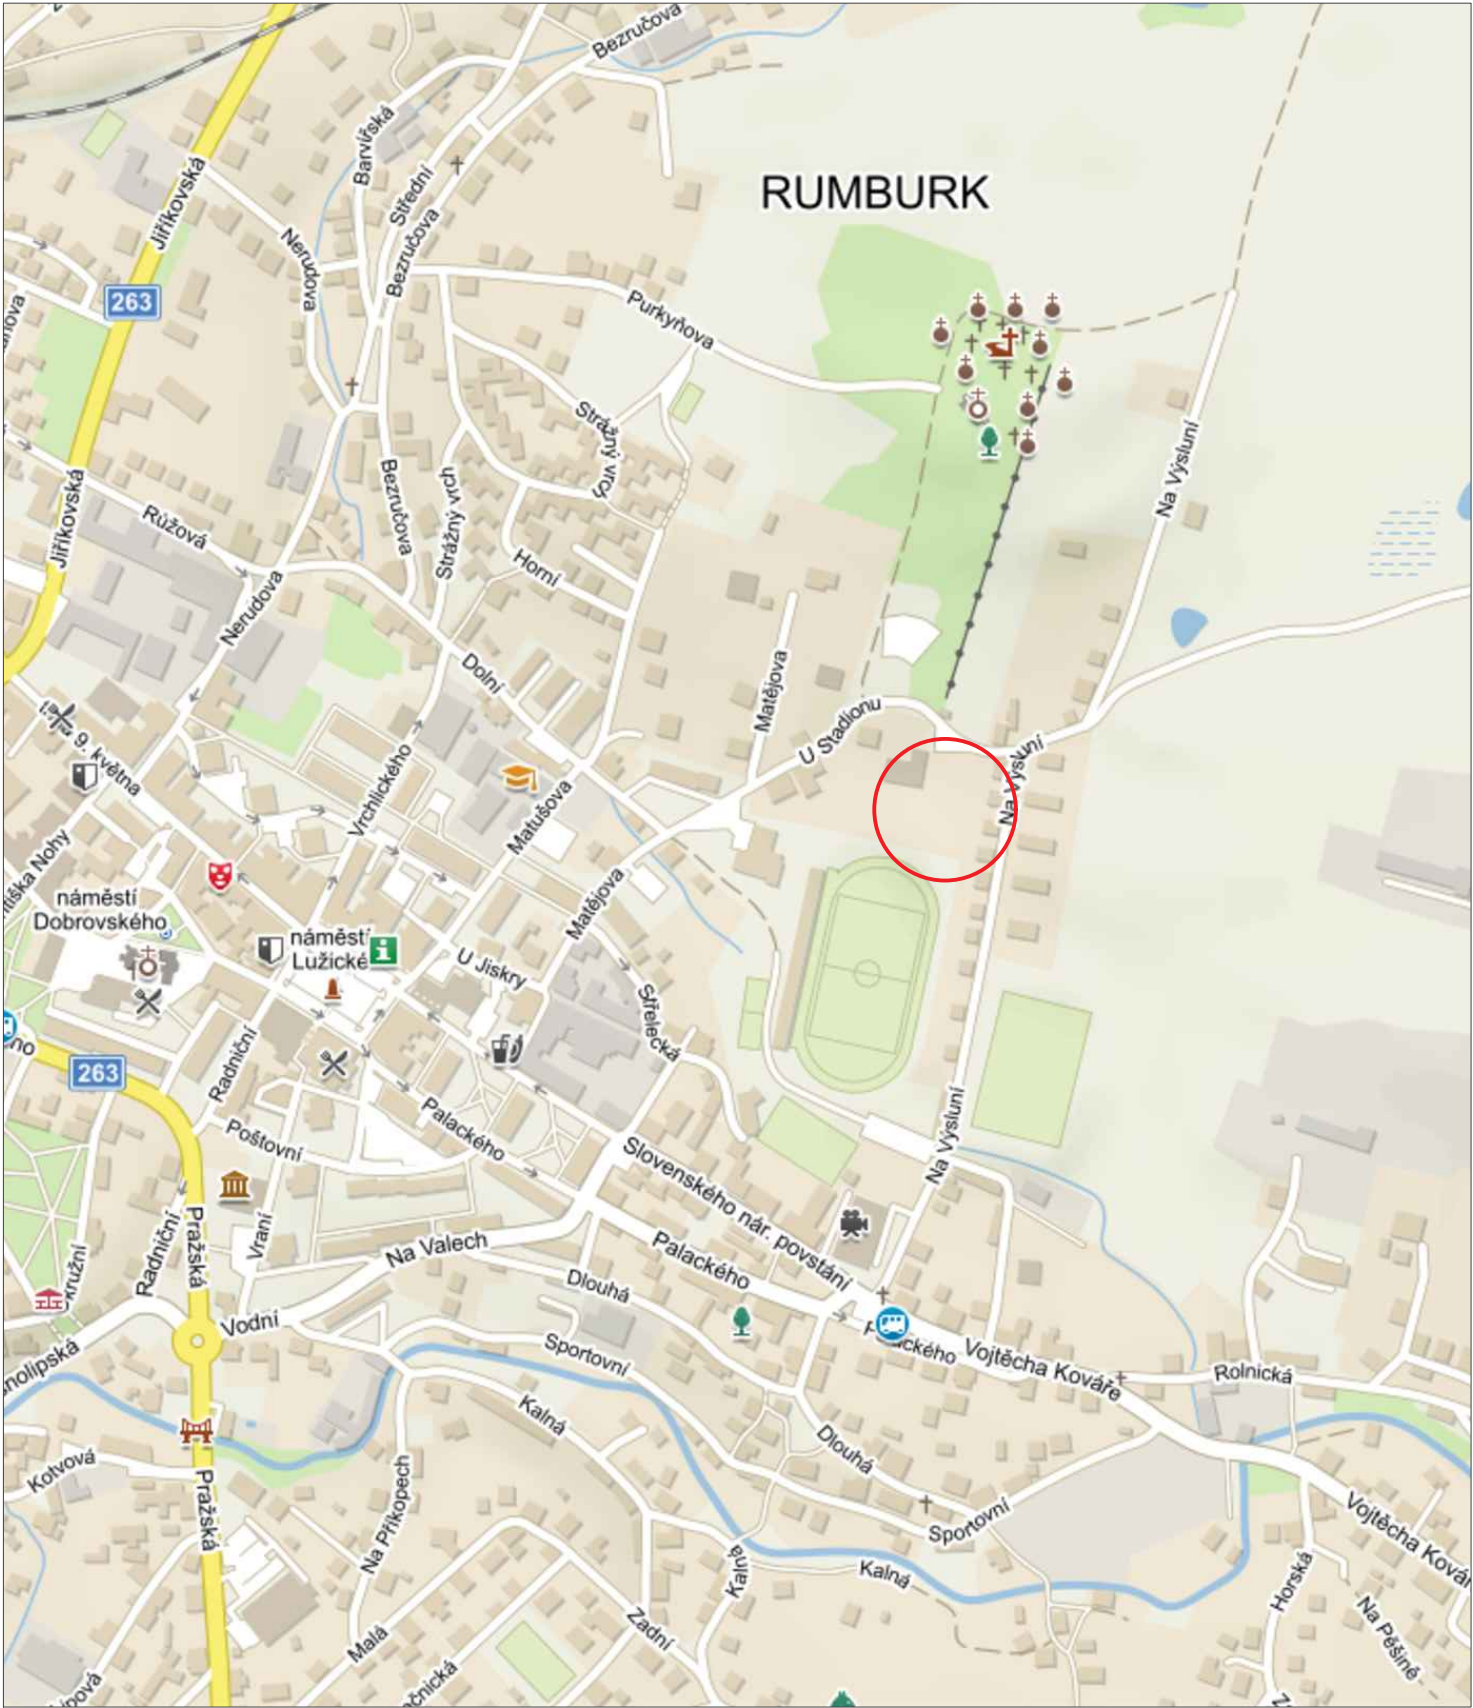 Bezručova
Barvířská
RUMBURK
Střední
Jiříkovská
Bezručova
Nerudova
263
Purkyňova
Strážný vrch
Na Výsluní
Bezručova
Strážný vrch
Jiříkovská
Růžová
Horní
Nerudova
Dolní
Matějova
U Stadionu
9. května
Na Výsluní
Vrchlického
Matušova
náměstí
Dobrovského
Matějova
náměstí
Lužické
U Jiskry
Střelecká
263
Radniční
Palackého
Poštovní
Na Výsluní
Slovenského nár. povstání
Radniční
Pražská
Vraní
Na Valech
Palackého
Dlouhá
Vodní
Sportovní
Vojtěcha Kováře
Rolnická
Kalná
Dlouhá
Kotvová
Pražská
Na Příkopech
Sportovní
Vojtěcha Ková
Kalná
Kalná
Horská
Na Pěšině
Malá
Zadní